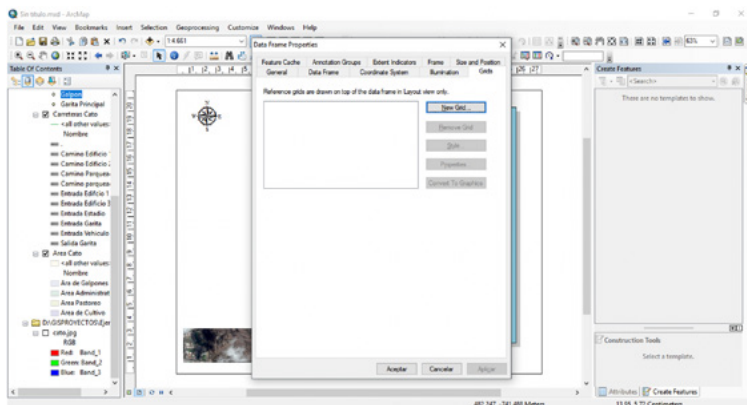 Sin título.mxd - ArcMap
File Edit View Bookmarks Insert Selection Geoprocessing Customize Windows Help
1:4.661
63%
Table Of Contents
Galpon
Garita Principal
Carreteras Cato
<all other values>
Nombre
Camino Edificio
Camino Edificio
Camino Parquea
Camino parquea
Entrada Edificio 1
Entrada Edificio
Entrada Estadio
Entrada Garita
Entrada Vehiculo
Salida Garita
Area Cato
<all other values>
Nombre
Are de Galpones
Area Administrat
Area Pastoreo
Area de Cultivo
D:\GISPROYECTOS\Ejer
cato.jpg
RGB
Red: Band_1
Green: Band_2
Blue: Band_3
Data Frame Properties
Feature Cache Annotation Groups Extent Indicators Frame Size and Position
General Data Frame Coordinate System Illumination Grids
Reference grids are drawn on top of the data frame in Layout view only.
New Grid...
Remove Grid
Style...
Properties...
Convert To Graphics
Aceptar Cancelar Aplicar
Create Features
<Search>
There are no templates to show.
Construction Tools
Select a template.
Attributes Create Features